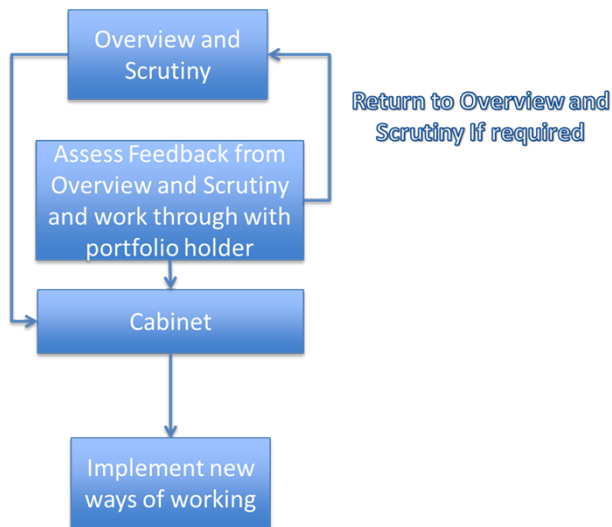 Overview and
Scrutiny
Return to Overview and
Scrutiny If required
Assess Feedback from
Overview and Scrutiny
and work through with
portfolio holder
Cabinet
Implement new
ways of working